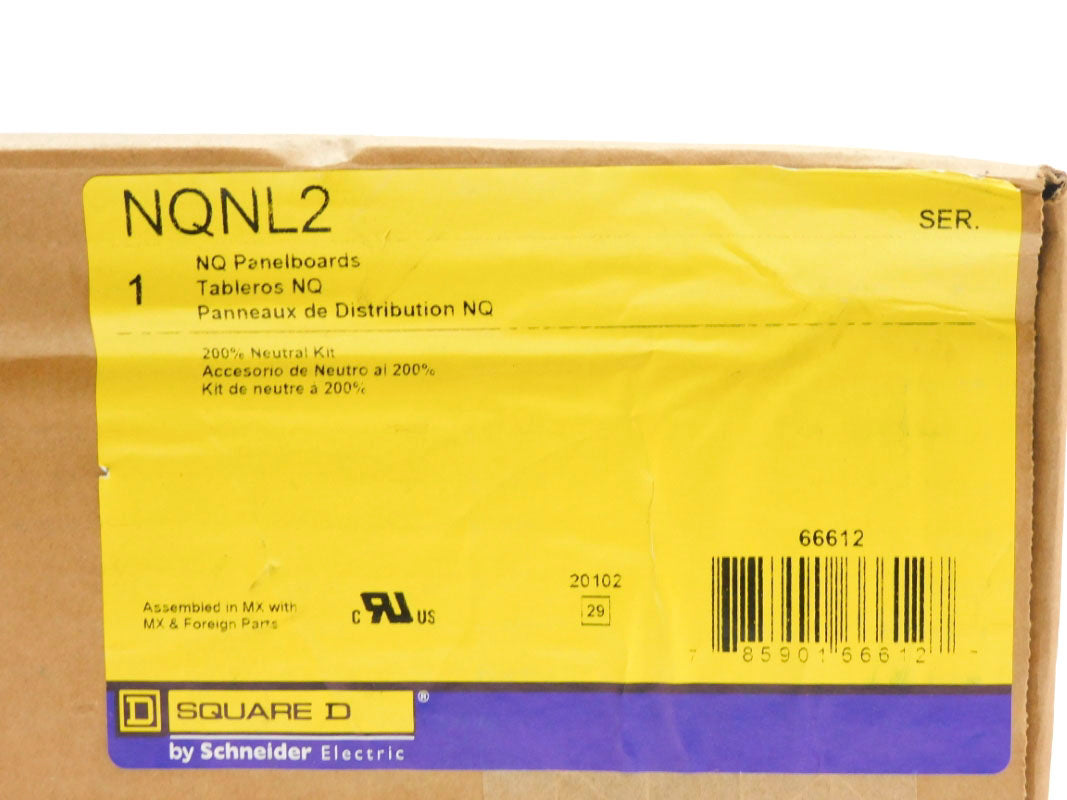 NQNL2
SER.
1
NQ Panelboards
Tableros NQ
Panneaux de Distribution NQ
200% Neutral Kit
Accesorio de Neutro al 200%
Kit de neutre à 200%
66612
20102
29
Assembled in MX with
MX & Foreign Parts
C RU US
7 85901 66612
D SQUARE D ®
by Schneider Electric